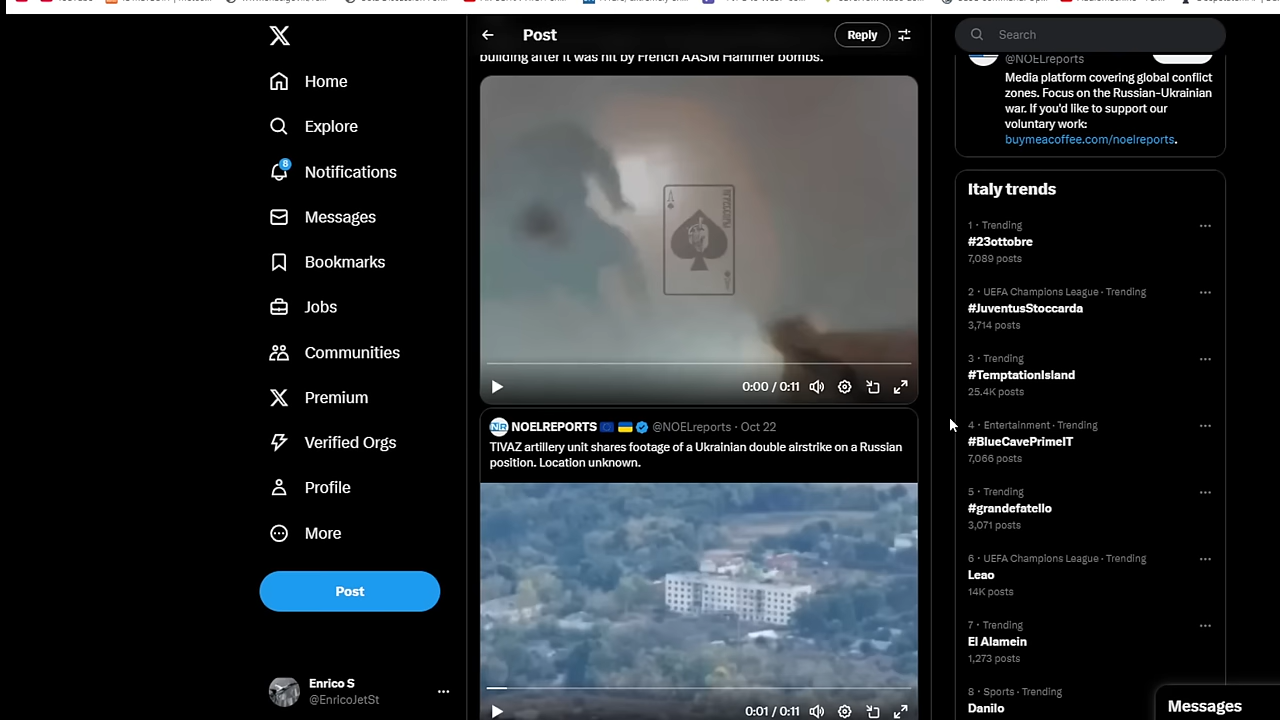 Home
Explore
8
Notifications
Messages
Bookmarks
Jobs
Communities
Premium
Verified Orgs
Profile
More
Post
Enrico S
@EnricoJetSt
Post
Reply
building after it was hit by French AASM Hammer bombs.
A
0:00 / 0:11
NR NOELREPORTS @NOELreports · Oct 22
TIVAZ artillery unit shares footage of a Ukrainian double airstrike on a Russian
position. Location unknown.
0:01 / 0:11
Search
@NOELreports
Media platform covering global conflict
zones. Focus on the Russian-Ukrainian
war. If you'd like to support our
voluntary work:
buymeacoffee.com/noelreports.
Italy trends
1 · Trending
#23ottobre
7,089 posts
2 · UEFA Champions League · Trending
#JuventusStoccarda
3,714 posts
3 · Trending
#TemptationIsland
25.4K posts
4 · Entertainment · Trending
#BlueCavePrimeIT
7,066 posts
5 · Trending
#grandefatello
3,071 posts
6 · UEFA Champions League · Trending
Leao
14K posts
7 · Trending
El Alamein
1,273 posts
8 · Sports · Trending
Danilo
Messages